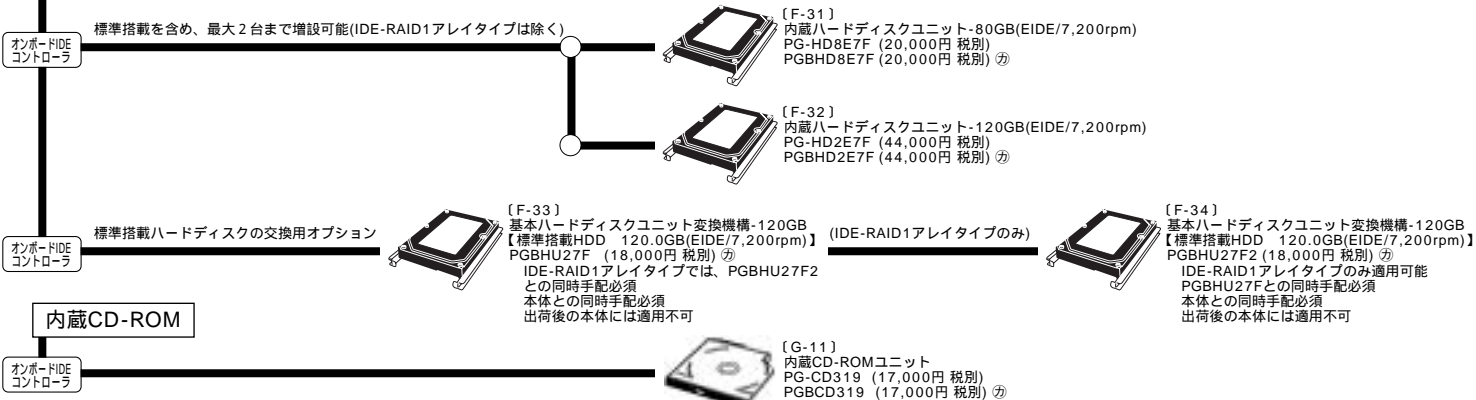 オンボードIDE
コントローラ
標準搭載を含め、最大２台まで増設可能(IDE-RAID1アレイタイプは除く)
〔F-31〕
内蔵ハードディスクユニット-80GB(EIDE/7,200rpm)
PG-HD8E7F (20,000円 税別)
PGBHD8E7F (20,000円 税別) ㋕
〔F-32〕
内蔵ハードディスクユニット-120GB(EIDE/7,200rpm)
PG-HD2E7F (44,000円 税別)
PGBHD2E7F (44,000円 税別) ㋕
オンボードIDE
コントローラ
標準搭載ハードディスクの交換用オプション
〔F-33〕
基本ハードディスクユニット変換機構-120GB
【標準搭載HDD 120.0GB(EIDE/7,200rpm)】
PGBHU27F (18,000円 税別) ㋕
IDE-RAID1アレイタイプでは、PGBHU27F2
との同時手配必須
本体との同時手配必須
出荷後の本体には適用不可
(IDE-RAID1アレイタイプのみ)
〔F-34〕
基本ハードディスクユニット変換機構-120GB
【標準搭載HDD 120.0GB(EIDE/7,200rpm)】
PGBHU27F2 (18,000円 税別) ㋕
IDE-RAID1アレイタイプのみ適用可能
PGBHU27Fとの同時手配必須
本体との同時手配必須
出荷後の本体には適用不可
内蔵CD-ROM
オンボードIDE
コントローラ
〔G-11〕
内蔵CD-ROMユニット
PG-CD319 (17,000円 税別)
PGBCD319 (17,000円 税別) ㋕